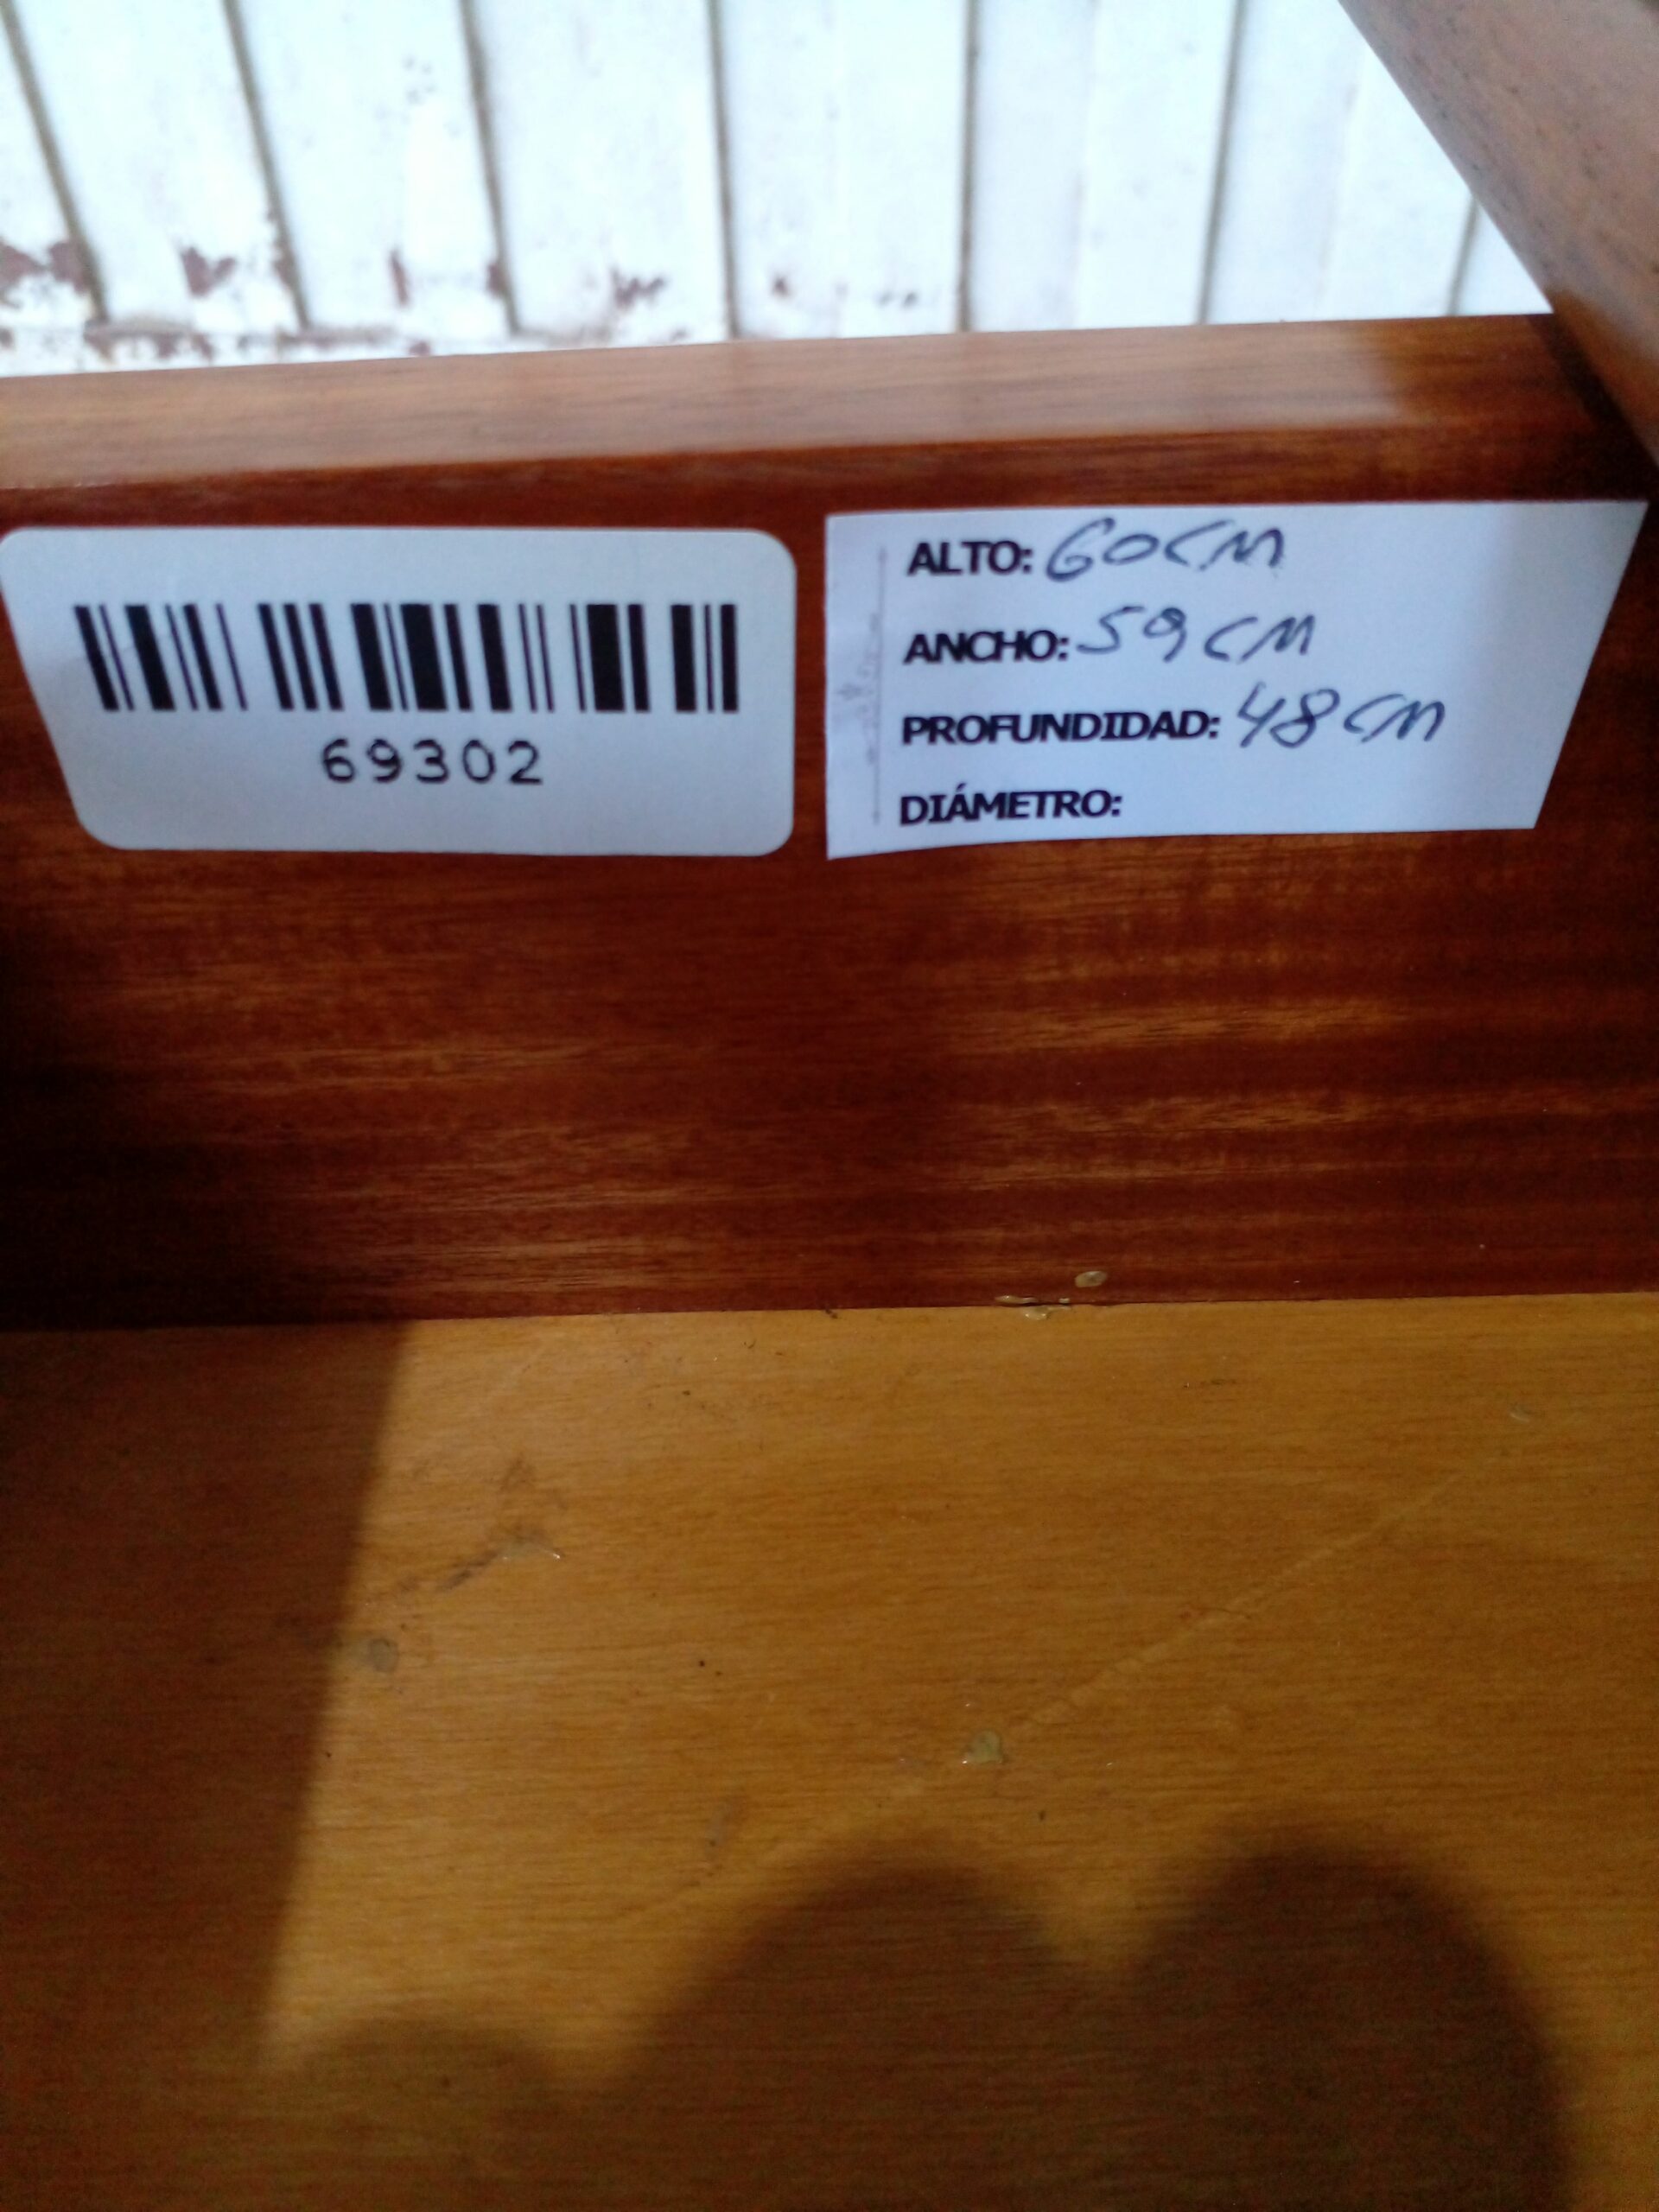 69302
ALTO: 60CM
ANCHO: 59CM
PROFUNDIDAD: 48CM
DIÁMETRO: